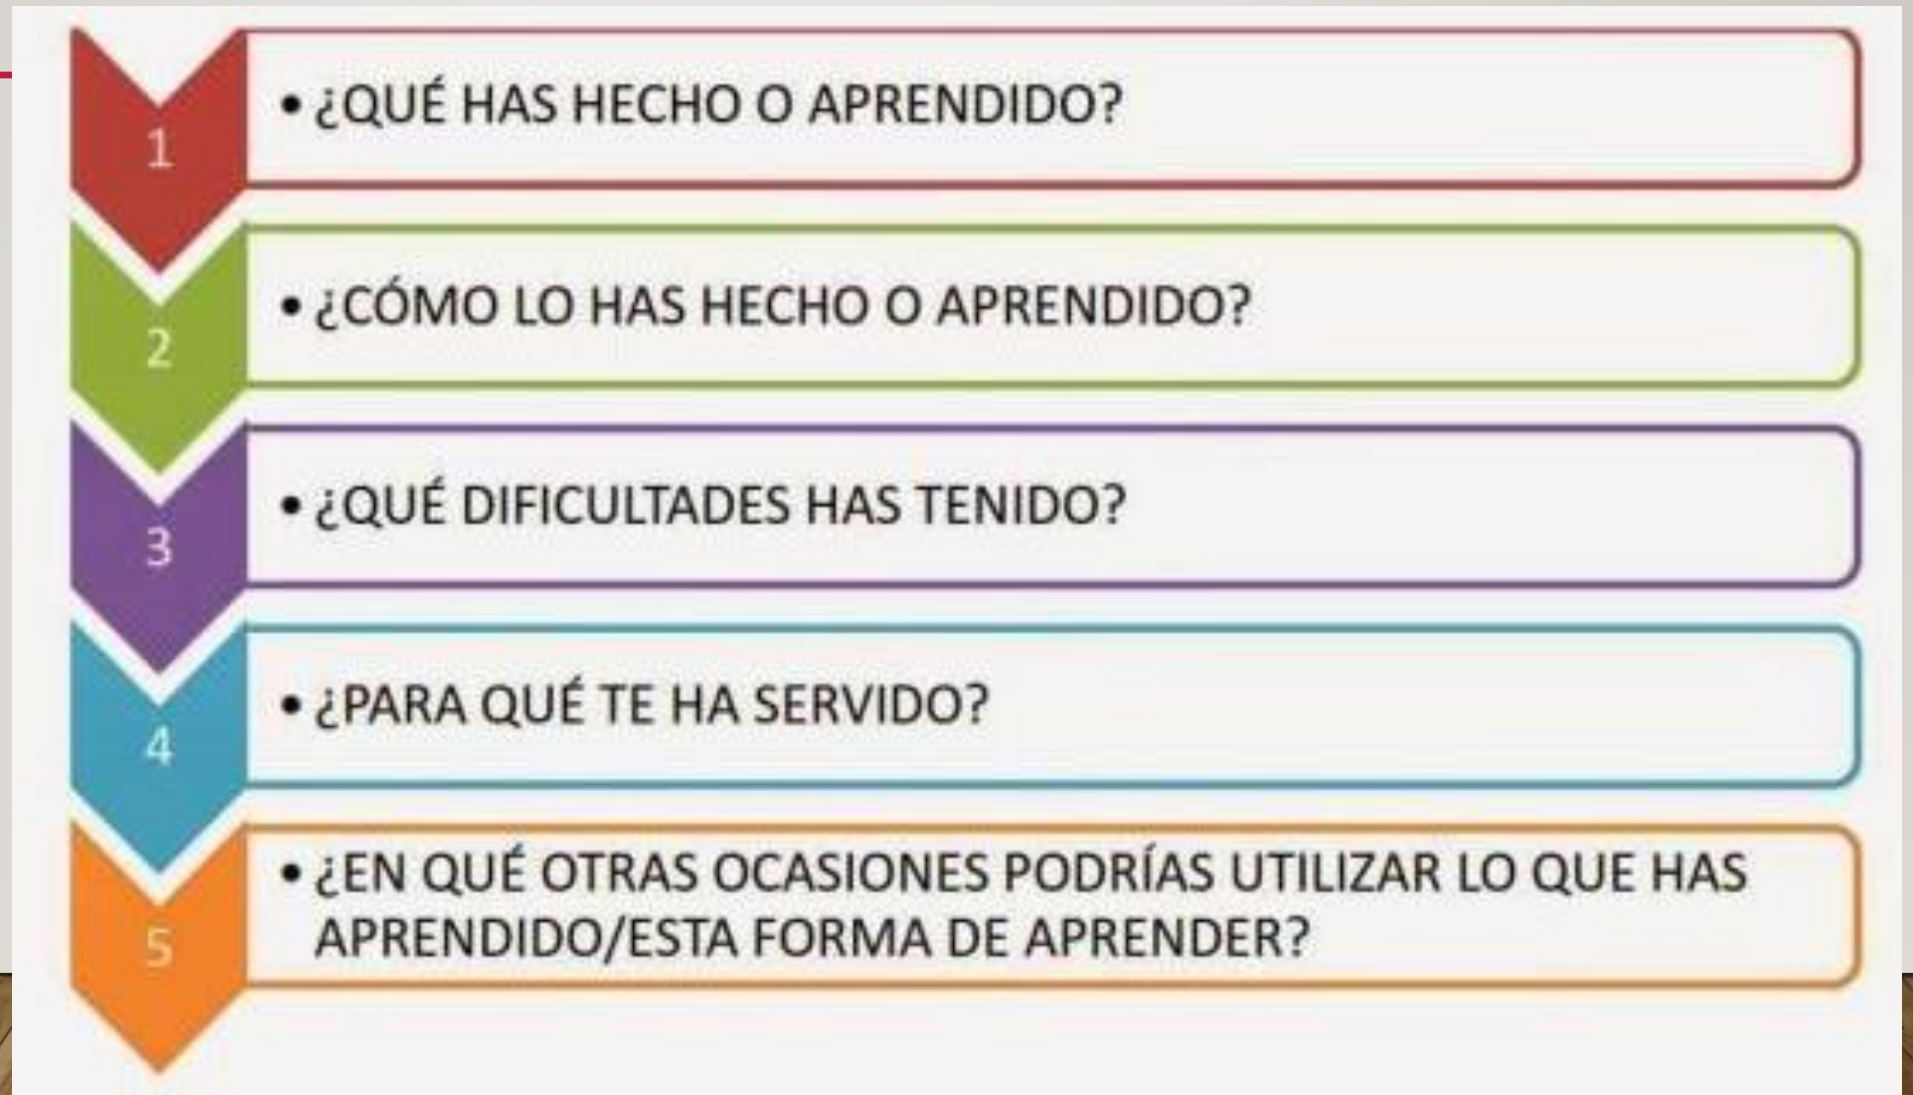 1
• ¿QUÉ HAS HECHO O APRENDIDO?
2
• ¿CÓMO LO HAS HECHO O APRENDIDO?
3
• ¿QUÉ DIFICULTADES HAS TENIDO?
4
• ¿PARA QUÉ TE HA SERVIDO?
5
• ¿EN QUÉ OTRAS OCASIONES PODRÍAS UTILIZAR LO QUE HAS
APRENDIDO/ESTA FORMA DE APRENDER?